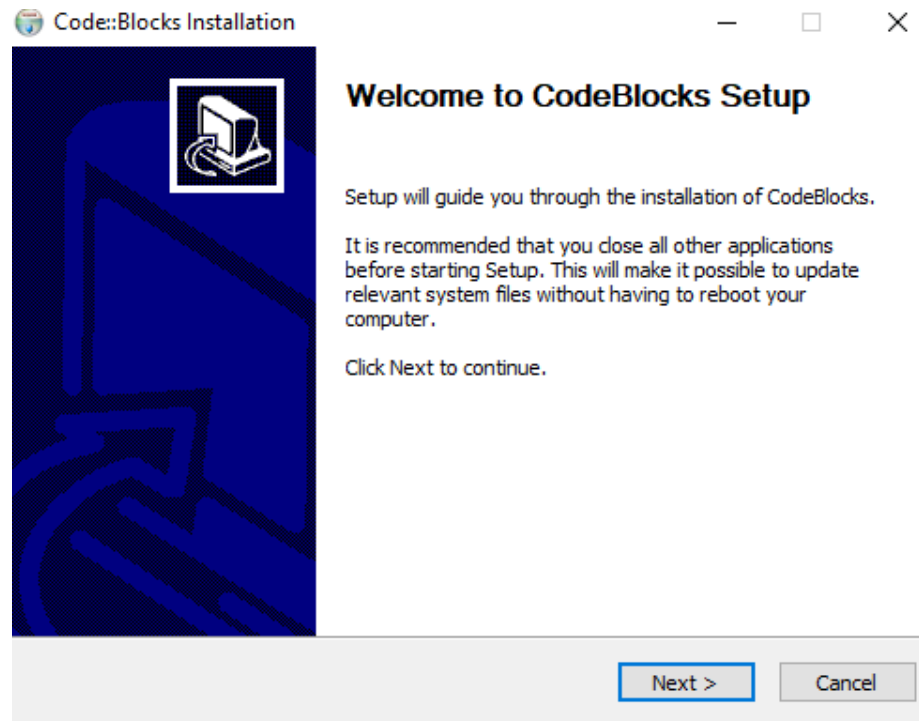 Code::Blocks Installation
Welcome to CodeBlocks Setup
Setup will guide you through the installation of CodeBlocks.
It is recommended that you close all other applications
before starting Setup. This will make it possible to update
relevant system files without having to reboot your
computer.
Click Next to continue.
Next >
Cancel